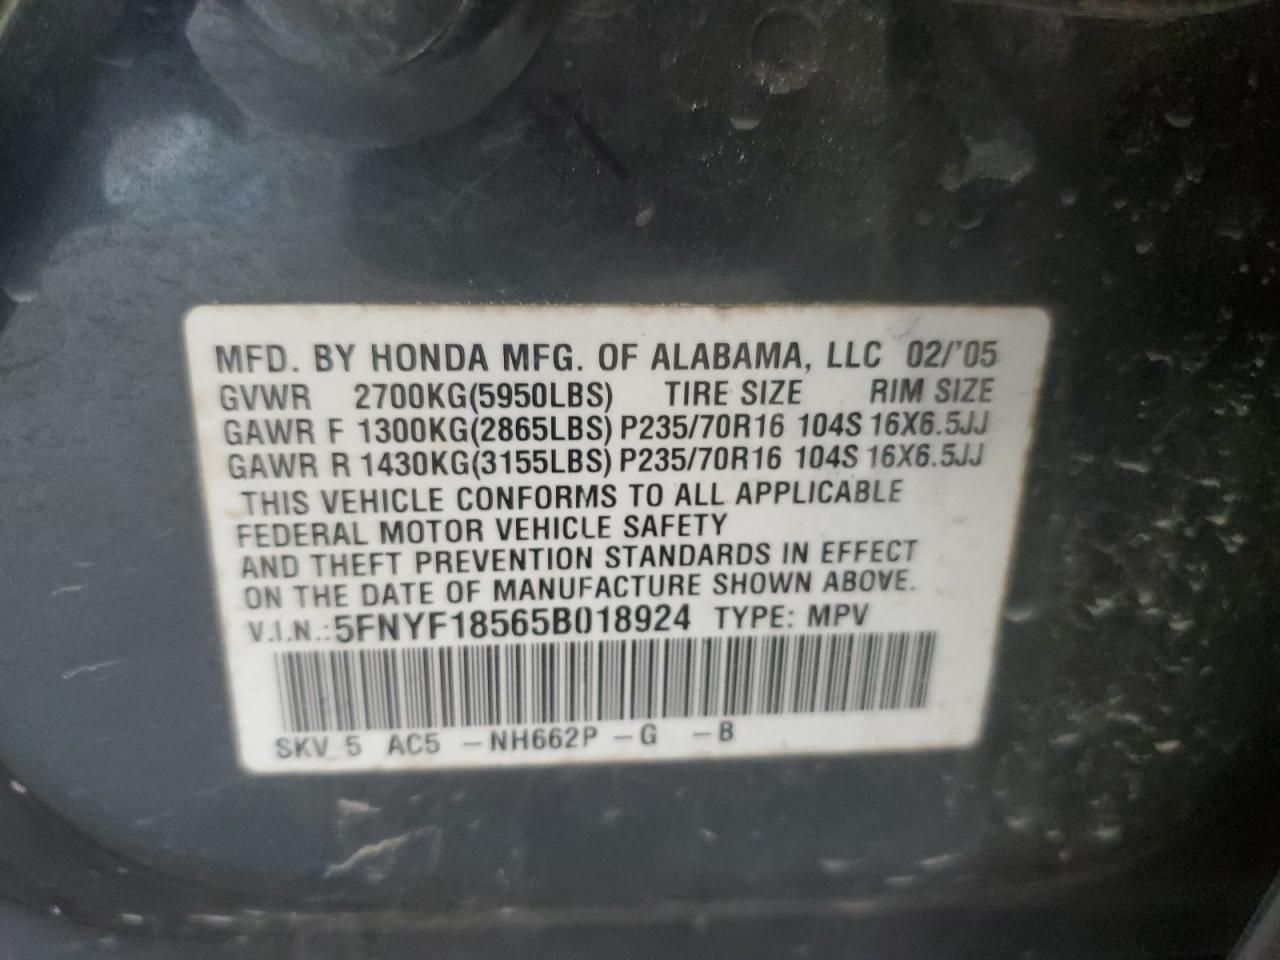 MFD. BY HONDA MFG. OF ALABAMA, LLC 02/'05
GVWR 2700KG(5950LBS) TIRE SIZE RIM SIZE
GAWR F 1300KG(2865LBS) P235/70R16 104S 16X6.5JJ
GAWR R 1430KG(3155LBS) P235/70R16 104S 16X6.5JJ
THIS VEHICLE CONFORMS TO ALL APPLICABLE
FEDERAL MOTOR VEHICLE SAFETY
AND THEFT PREVENTION STANDARDS IN EFFECT
ON THE DATE OF MANUFACTURE SHOWN ABOVE.
V.I.N.:5FNYF18565B018924 TYPE: MPV
SKV 5 AC5 –NH662P –G –B